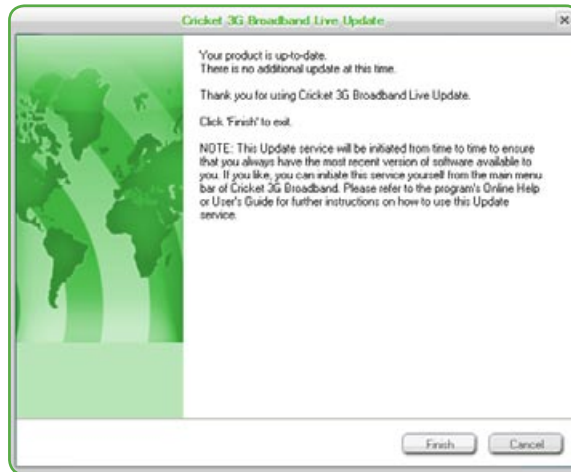 Cricket 3G Broadband Live Update
Your product is up-to-date.
There is no additional update at this time.
Thank you for using Cricket 3G Broadband Live Update.
Click 'Finish' to exit.
NOTE: This Update service will be initiated from time to time to ensure
that you always have the most recent version of software available to
you. If you like, you can initiate this service yourself from the main menu
bar of Cricket 3G Broadband. Please refer to the program's Online Help
or User's Guide for further instructions on how to use this Update
service.
Finish
Cancel